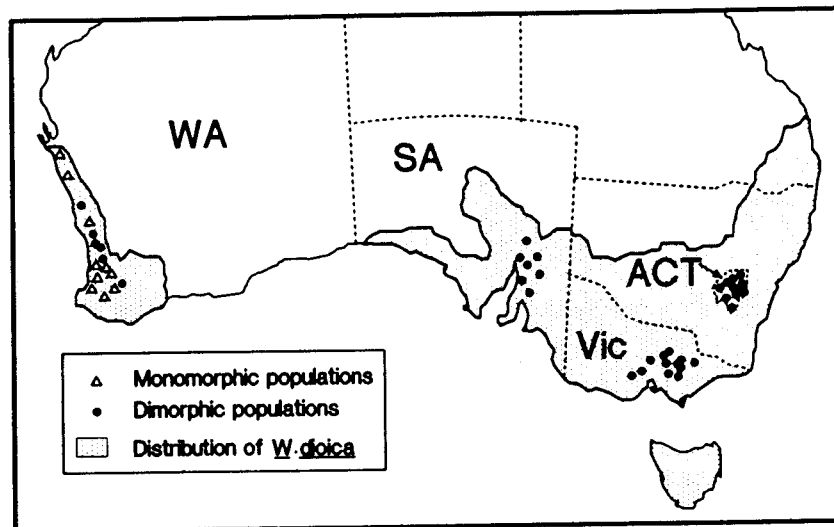 WA
SA
ACT
Vic
Monomorphic populations
Dimorphic populations
Distribution of W. dioica